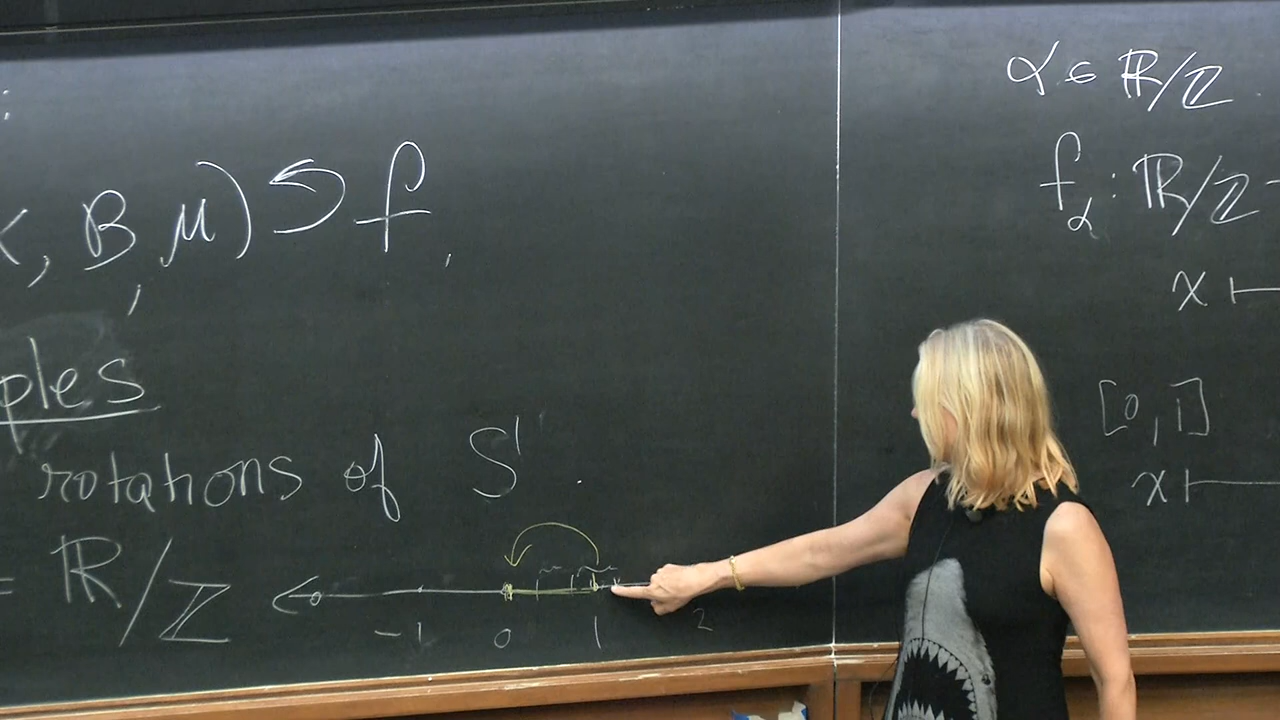 , B, μ) ↺ f,
ples
rotations of S¹.
= ℝ/ℤ
-1 0 1 2
α ∈ ℝ/ℤ.
f_α : ℝ/ℤ
x ↦
[0,1]
x ↦